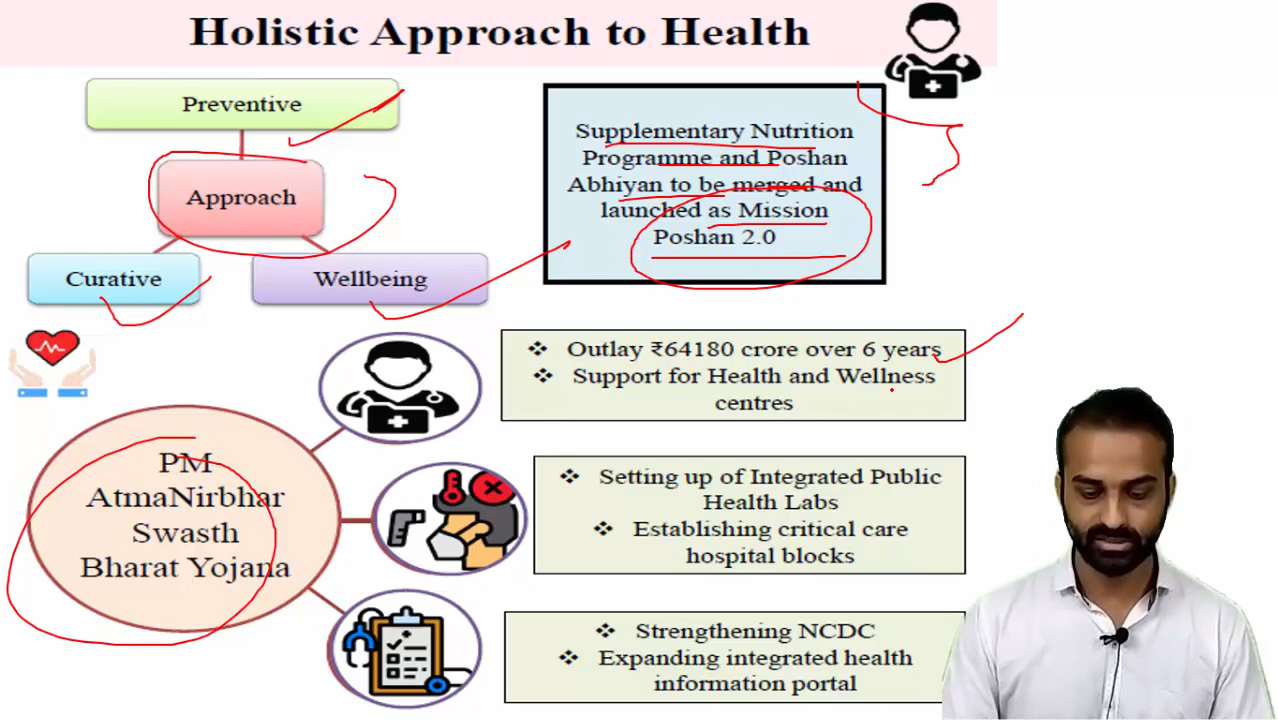 Holistic Approach to Health
Preventive
Approach
Curative
Wellbeing
Supplementary Nutrition
Programme and Poshan
Abhiyan to be merged and
launched as Mission
Poshan 2.0
PM
AtmaNirbhar
Swasth
Bharat Yojana
❖ Outlay ₹64180 crore over 6 years
❖ Support for Health and Wellness
centres
❖ Setting up of Integrated Public
Health Labs
❖ Establishing critical care
hospital blocks
❖ Strengthening NCDC
❖ Expanding integrated health
information portal